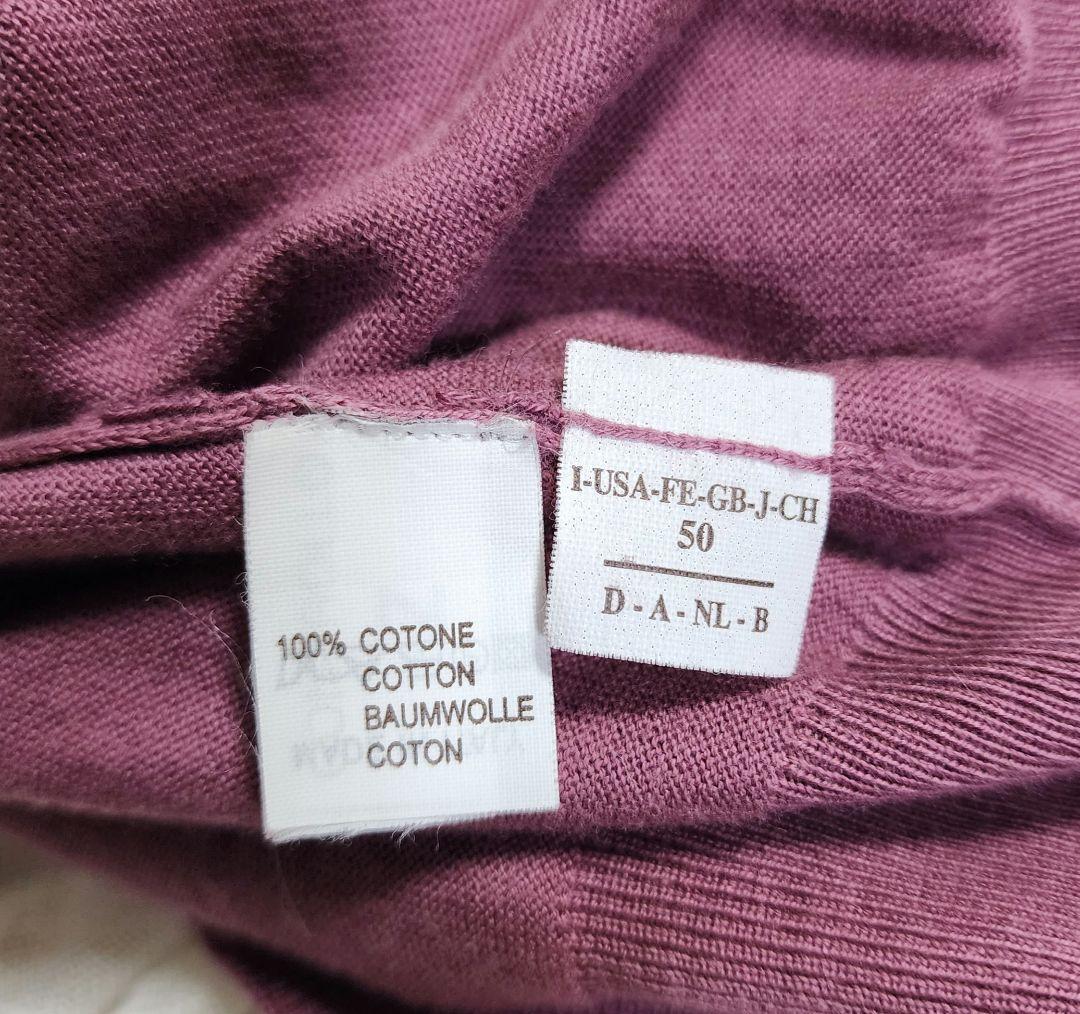 100% COTONE
COTTON
BAUMWOLLE
COTON
I-USA-FE-GB-J-CH
50
D - A - NL - B